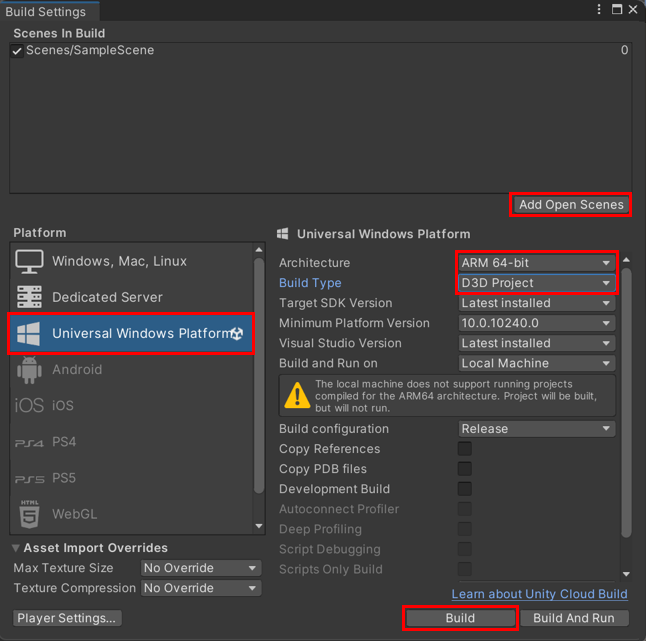 Build Settings
Scenes In Build
Scenes/SampleScene 0
Add Open Scenes
Platform
Windows, Mac, Linux
Dedicated Server
Universal Windows Platform
Android
iOS iOS
PS4 PS4
PS5 PS5
HTML 5 WebGL
Universal Windows Platform
Architecture ARM 64-bit
Build Type D3D Project
Target SDK Version Latest installed
Minimum Platform Version 10.0.10240.0
Visual Studio Version Latest installed
Build and Run on Local Machine
The local machine does not support running projects
compiled for the ARM64 architecture. Project will be built,
but will not run.
Build configuration Release
Copy References
Copy PDB files
Development Build
Autoconnect Profiler
Deep Profiling
Script Debugging
Scripts Only Build
Asset Import Overrides
Max Texture Size No Override
Texture Compression No Override
Learn about Unity Cloud Build
Player Settings...
Build
Build And Run